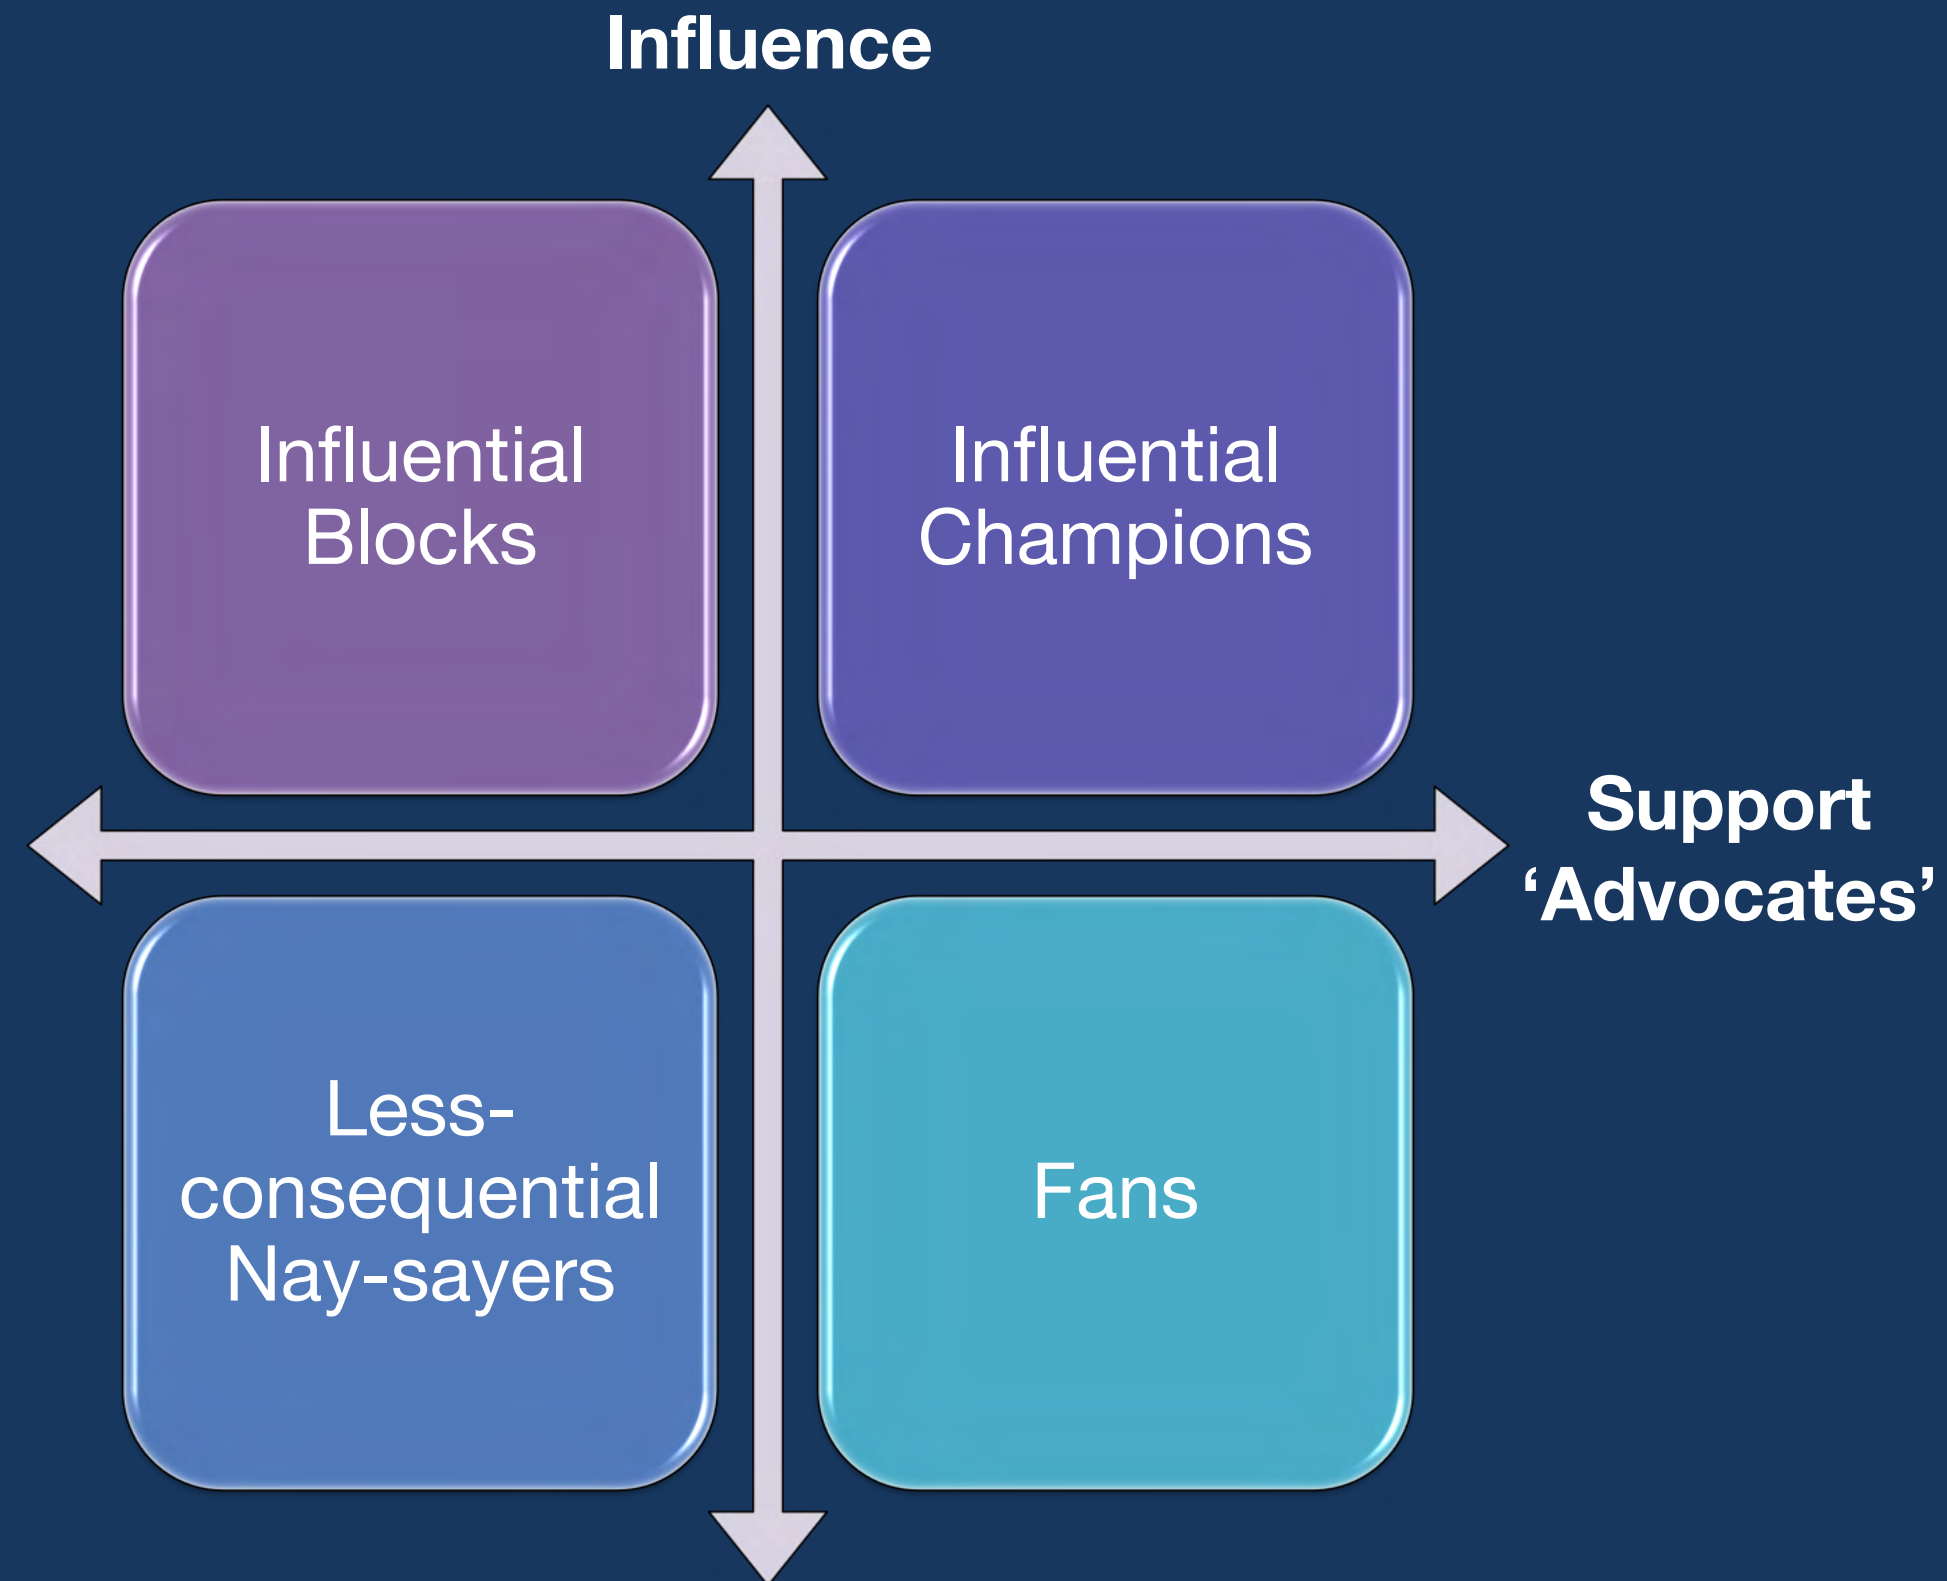 Influence
Influential
Blocks
Influential
Champions
Support
‘Advocates’
Less-
consequential
Nay-sayers
Fans